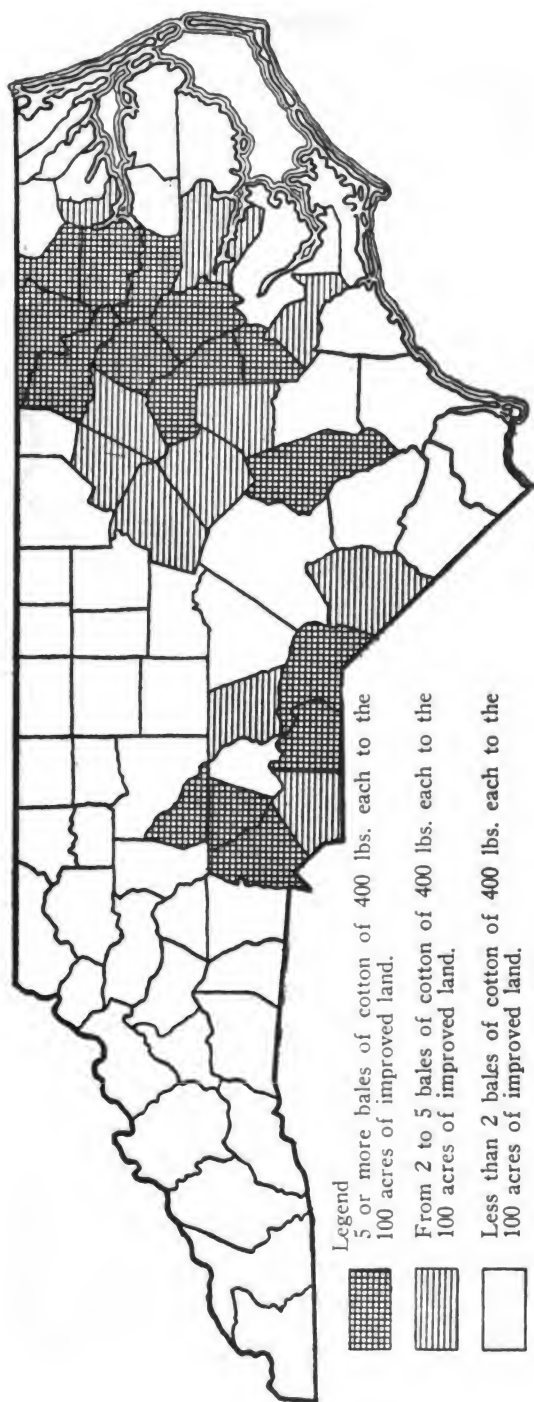 Legend
5 or more bales of cotton of 400 lbs. each to the
100 acres of improved land.
From 2 to 5 bales of cotton of 400 lbs. each to the
100 acres of improved land.
Less than 2 bales of cotton of 400 lbs. each to the
100 acres of improved land.